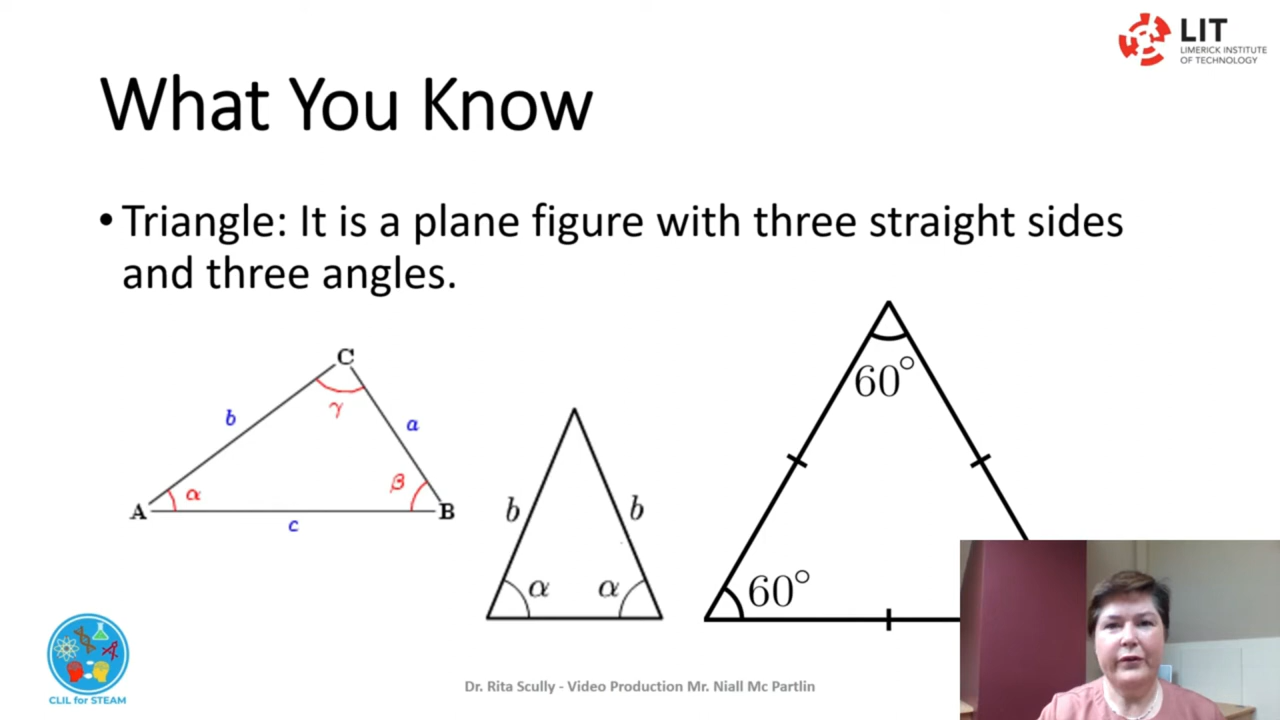 LIT
LIMERICK INSTITUTE
OF TECHNOLOGY
What You Know
• Triangle: It is a plane figure with three straight sides
and three angles.
C
γ
b
a
α
β
A
B
c
b
b
α
α
60°
60°
CLIL for STEAM
Dr. Rita Scully - Video Production Mr. Niall Mc Partlin